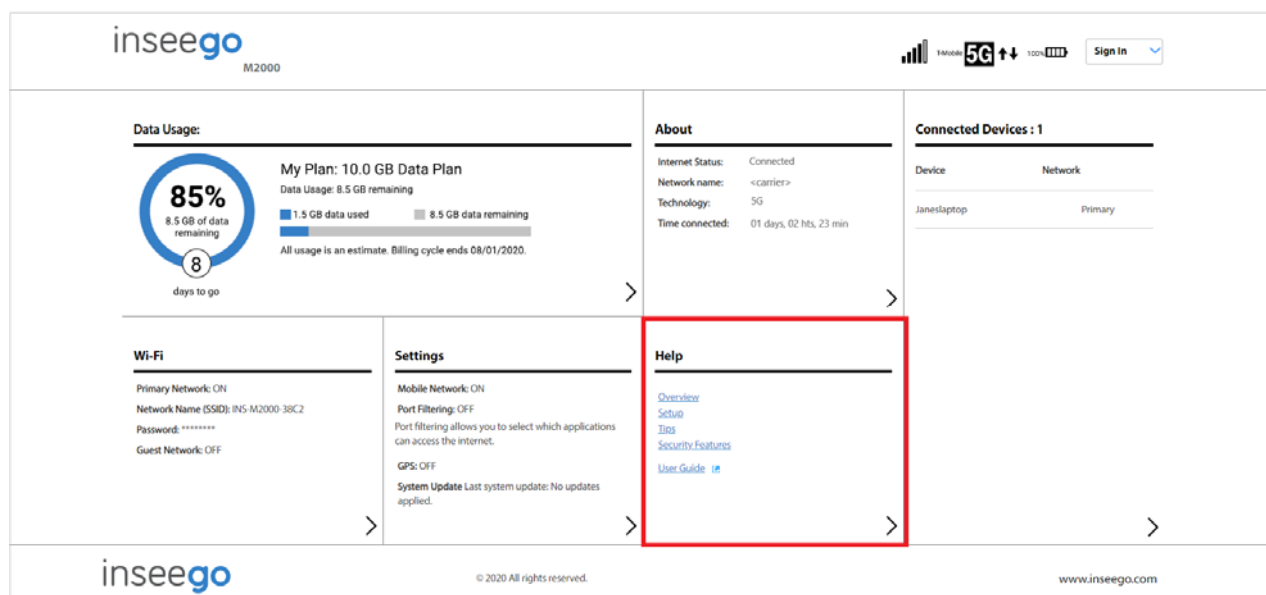 inseego
M2000
T-Mobile 5G 100% Sign In
Data Usage:
85%
8.5 GB of data
remaining
8
days to go
My Plan: 10.0 GB Data Plan
Data Usage: 8.5 GB remaining
1.5 GB data used 8.5 GB data remaining
All usage is an estimate. Billing cycle ends 08/01/2020.
About
Internet Status: Connected
Network name: <carrier>
Technology: 5G
Time connected: 01 days, 02 hts, 23 min
Connected Devices : 1
Device Network
Janeslaptop Primary
Wi-Fi
Primary Network: ON
Network Name (SSID): INS-M2000-38C2
Password: ********
Guest Network: OFF
Settings
Mobile Network: ON
Port Filtering: OFF
Port filtering allows you to select which applications
can access the internet.
GPS: OFF
System Update Last system update: No updates
applied.
Help
Overview
Setup
Tips
Security Features
User Guide
inseego
© 2020 All rights reserved.
www.inseego.com